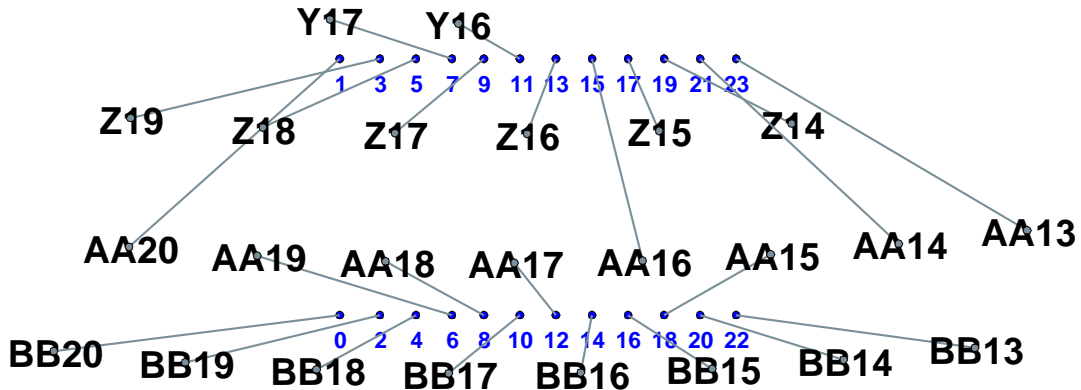 Y17 Y16
1 3 5 7 9 11 13 15 17 19 21 23
Z19 Z18 Z17 Z16 Z15 Z14
AA20 AA19 AA18 AA17 AA16 AA15 AA14 AA13
0 2 4 6 8 10 12 14 16 18 20 22
BB20 BB19 BB18 BB17 BB16 BB15 BB14 BB13